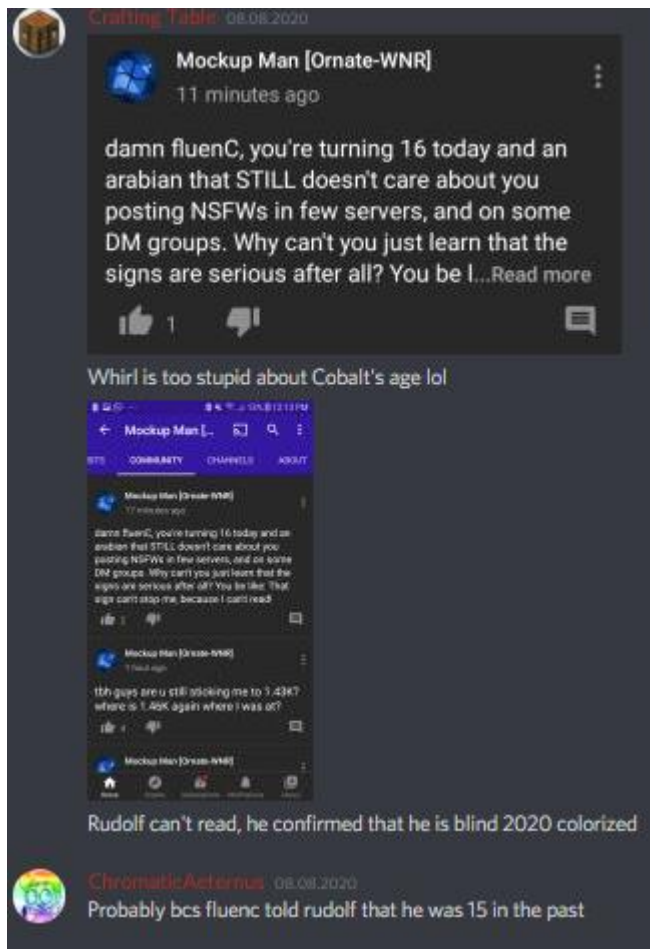 Crafting Table 08.08.2020
Mockup Man [Ornate-WNR]
11 minutes ago
damn fluenC, you're turning 16 today and an
arabian that STILL doesn't care about you
posting NSFWs in few servers, and on some
DM groups. Why can't you just learn that the
signs are serious after all? You be l...Read more
1
Whirl is too stupid about Cobalt's age lol
Mockup Man [...
COMMUNITY CHANNELS ABOUT
Mockup Man [Ornate-WNR]
11 minutes ago
damn fluenC, you're turning 16 today and an
arabian that STILL doesn't care about you
posting NSFWs in few servers, and on some
DM groups. Why can't you just learn that the
signs are serious after all? You be like: That
sign can't stop me, because I can't read!
Mockup Man [Ornate-WNR]
1 hour ago
tbh guys are u still sticking me to 1.43K?
where is 1.46K again where I was at?
Mockup Man [Ornate-WNR]
Home
Rudolf can't read, he confirmed that he is blind 2020 colorized
ChromaticAeternus 08.08.2020
Probably bcs fluenc told rudolf that he was 15 in the past